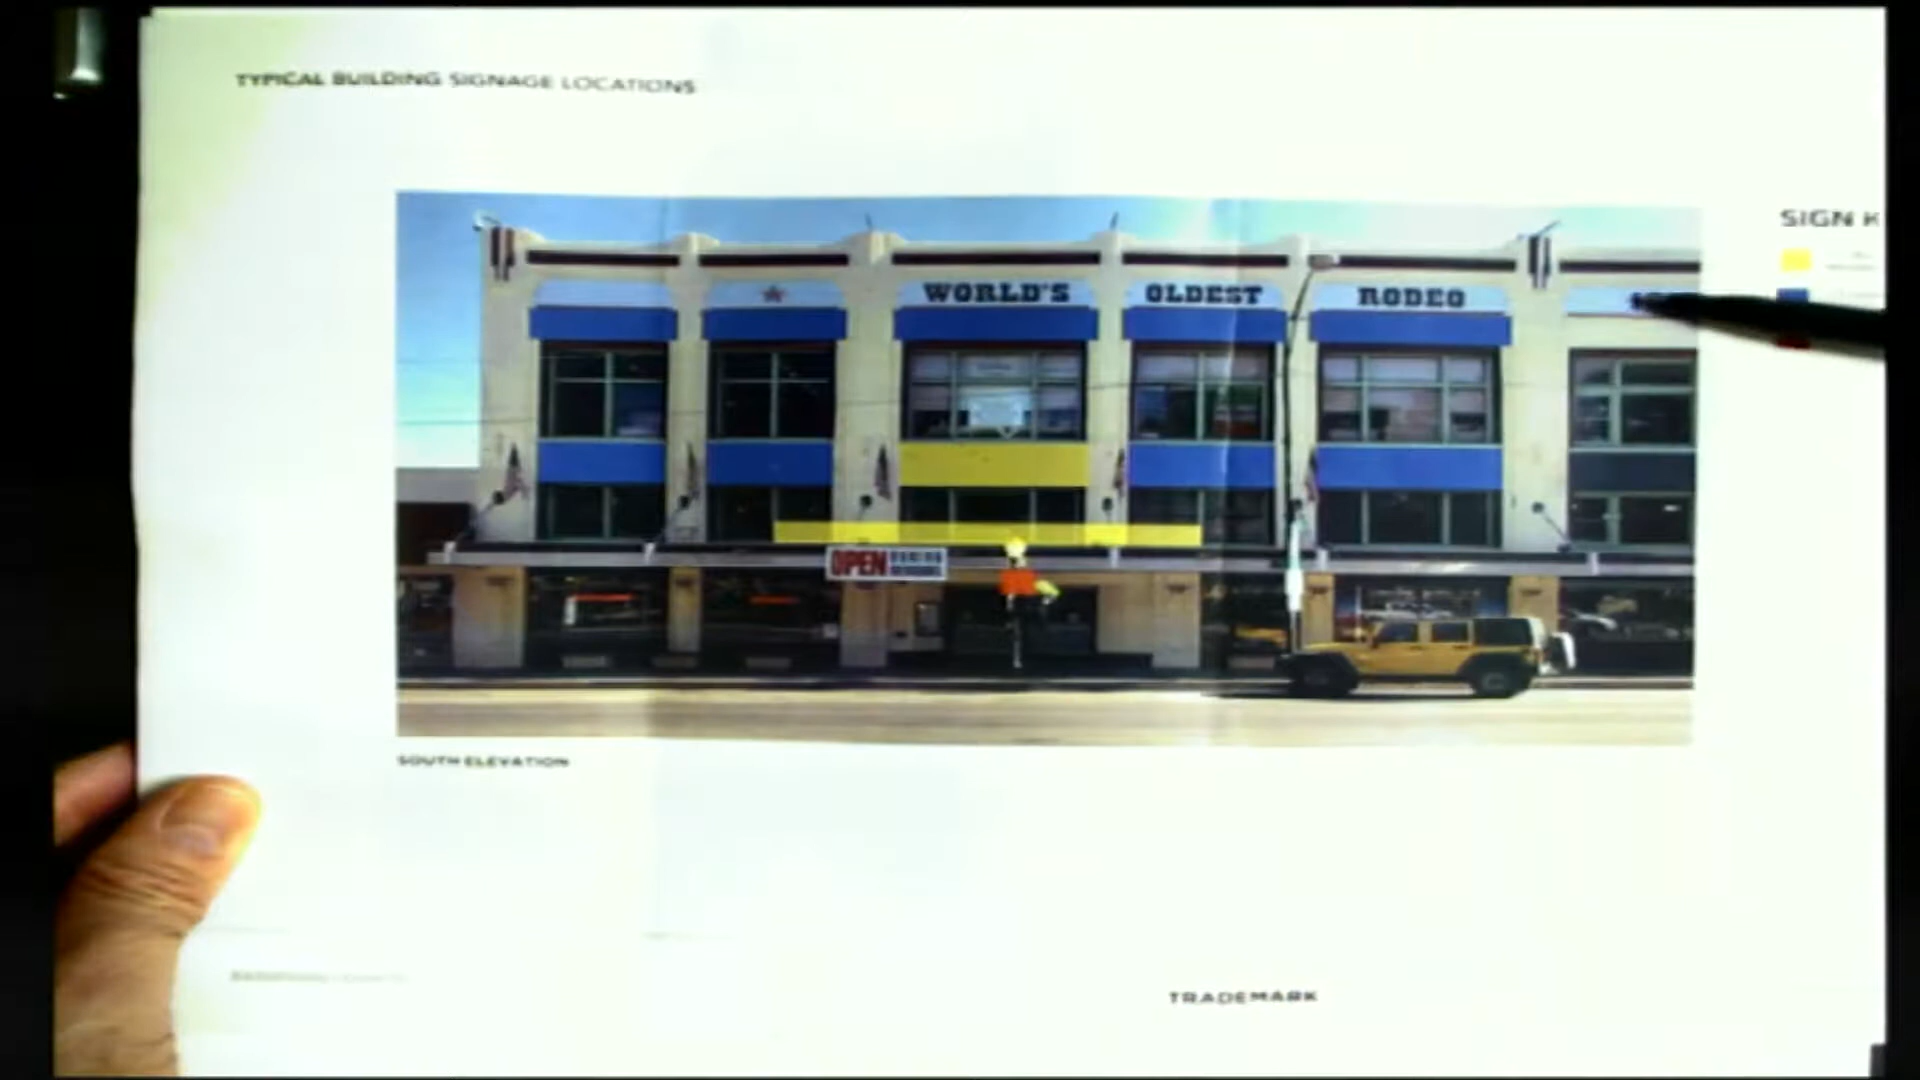 TYPICAL BUILDING SIGNAGE LOCATIONS
SIGN K
WORLD'S OLDEST RODEO
OPEN
SOUTH ELEVATION
TRADEMARK